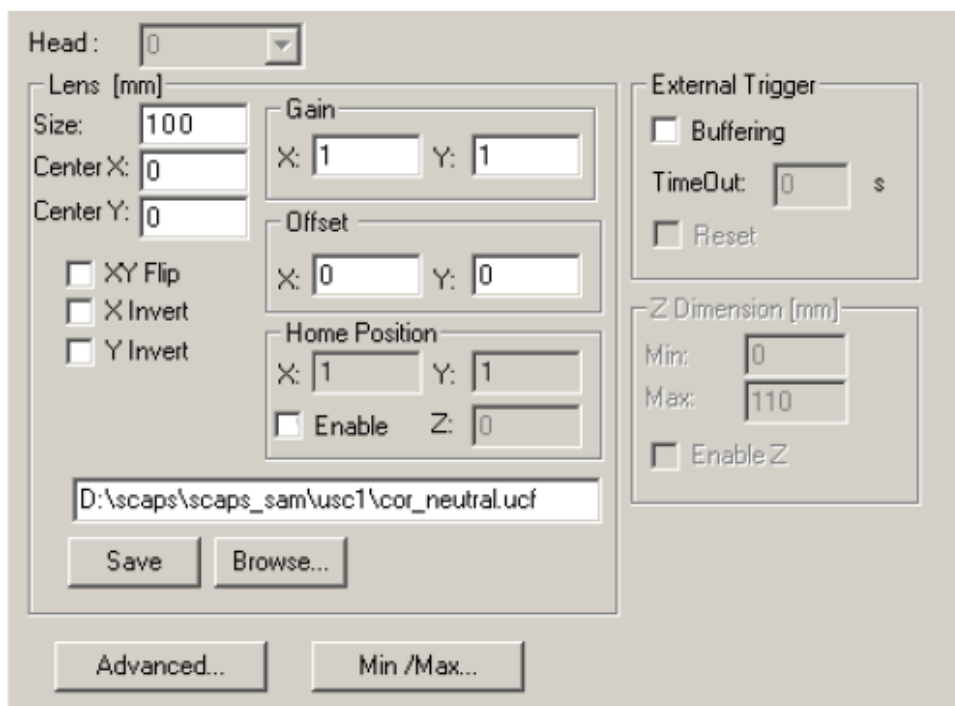 Head : 0
Lens [mm]
Size: 100
Center X: 0
Center Y: 0
XY Flip
X Invert
Y Invert
Gain
X: 1 Y: 1
Offset
X: 0 Y: 0
Home Position
X: 1 Y: 1
Enable Z: 0
D:\scaps\scaps_sam\usc1\cor_neutral.ucf
Save Browse...
External Trigger
Buffering
TimeOut: 0 s
Reset
Z Dimension [mm]
Min: 0
Max: 110
Enable Z
Advanced... Min /Max...